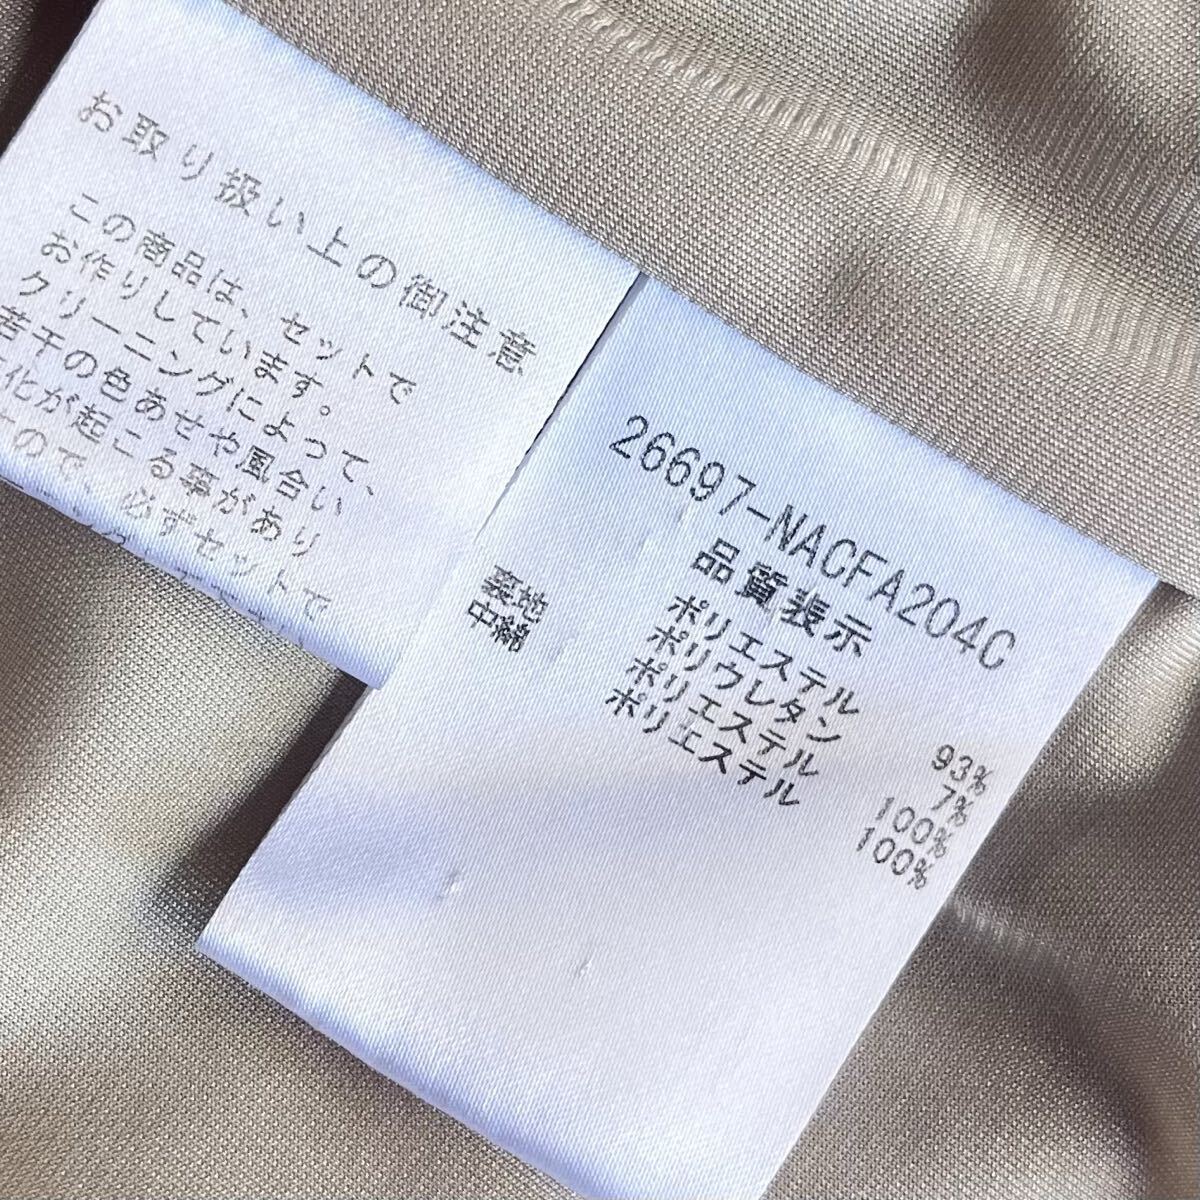 お取り扱い上の御注意
この商品は、セットで
お作りしています。
クリーニングによって、
若干の色あせや風合い
化が起こる事があり
ので、必ずセットで
26697-NACFA204C
品質表示
ポリエステル 93%
ポリウレタン 7%
裏地 ポリエステル 100%
中綿 ポリエステル 100%